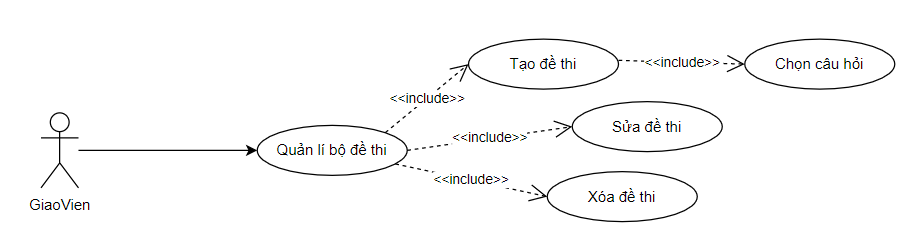 Tạo đề thi
<<include>>
Chọn câu hỏi
<<include>>
Sửa đề thi
<<include>>
Quản lí bộ đề thi
<<include>>
Xóa đề thi
GiaoVien